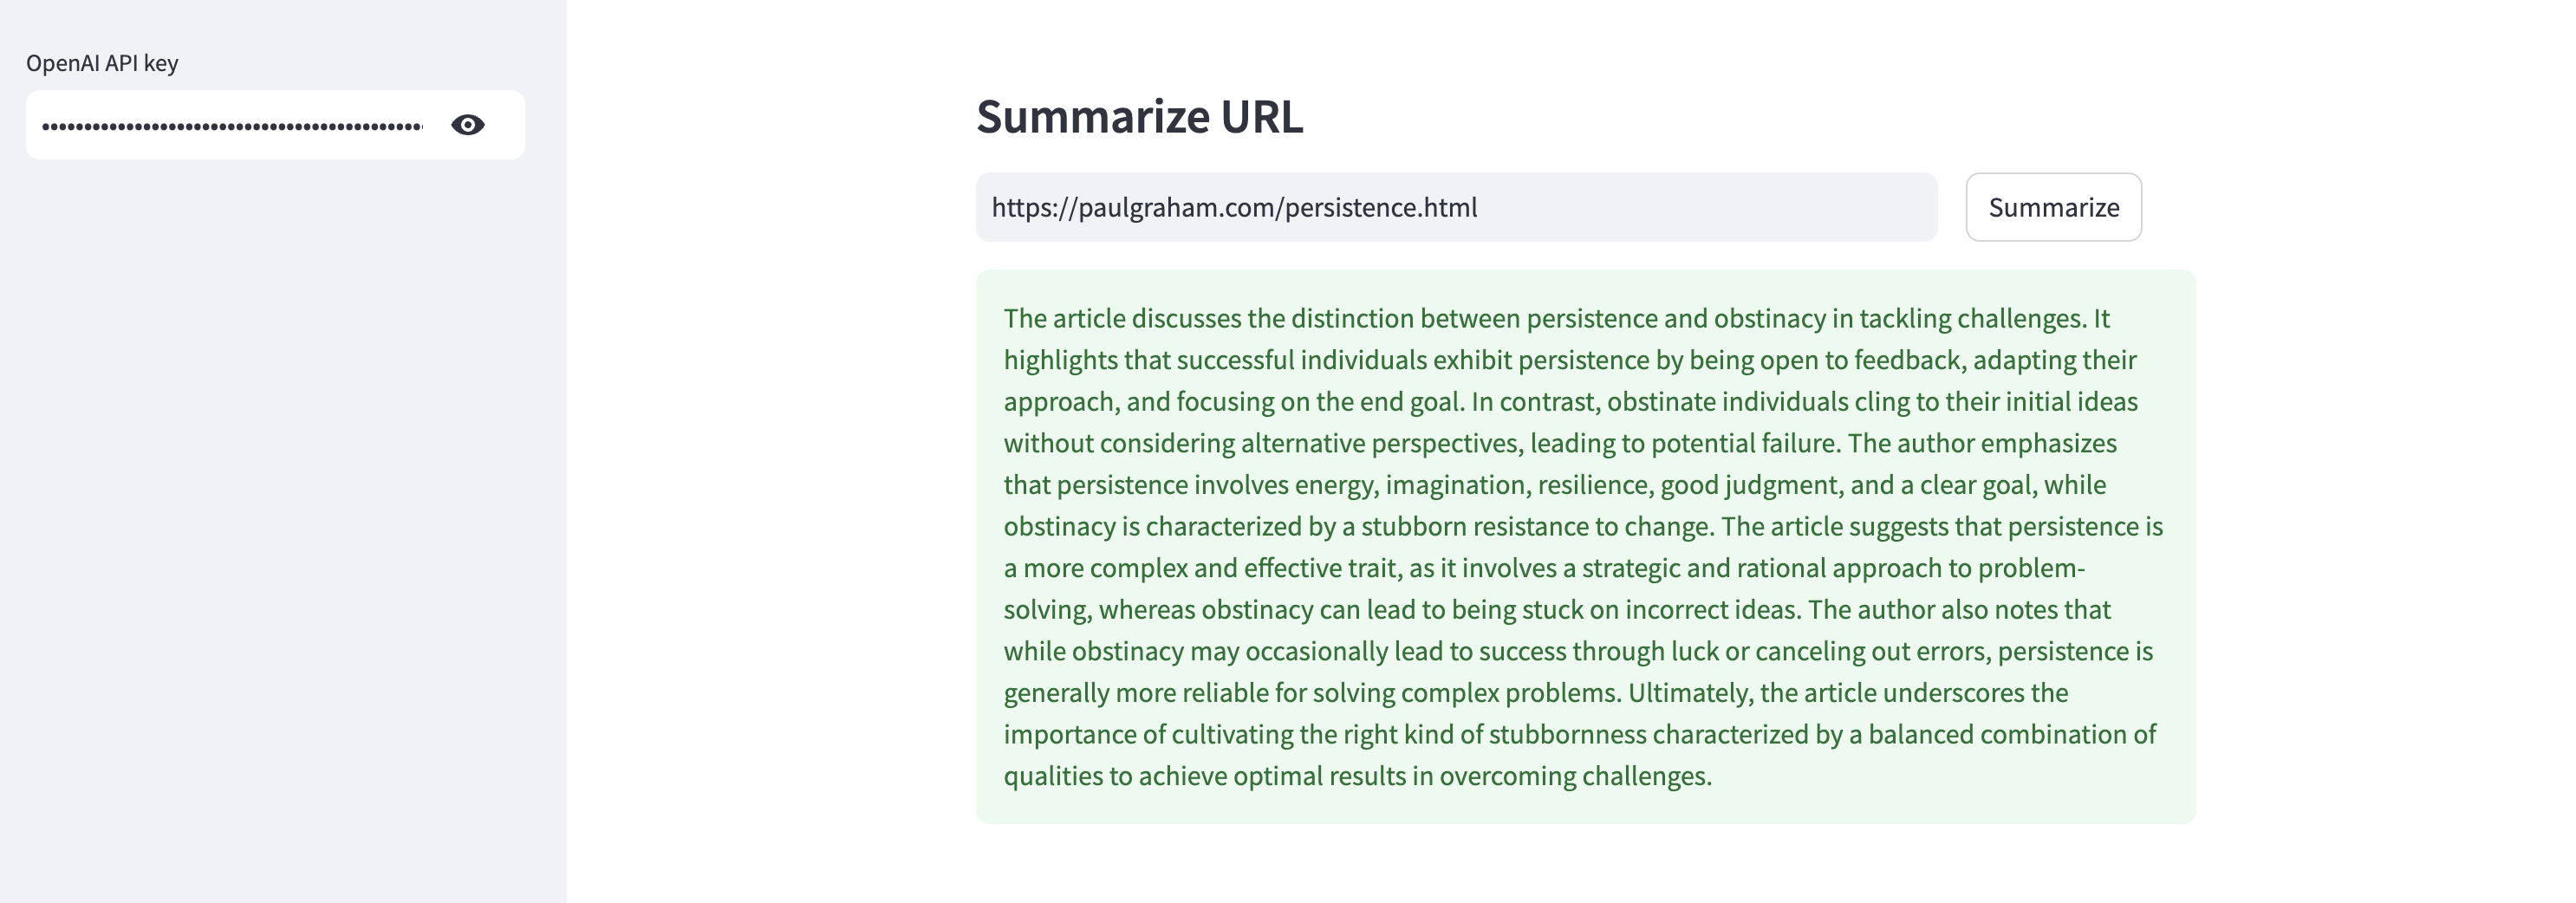 OpenAI API key
Summarize URL
https://paulgraham.com/persistence.html
Summarize
The article discusses the distinction between persistence and obstinacy in tackling challenges. It
highlights that successful individuals exhibit persistence by being open to feedback, adapting their
approach, and focusing on the end goal. In contrast, obstinate individuals cling to their initial ideas
without considering alternative perspectives, leading to potential failure. The author emphasizes
that persistence involves energy, imagination, resilience, good judgment, and a clear goal, while
obstinacy is characterized by a stubborn resistance to change. The article suggests that persistence is
a more complex and effective trait, as it involves a strategic and rational approach to problem-
solving, whereas obstinacy can lead to being stuck on incorrect ideas. The author also notes that
while obstinacy may occasionally lead to success through luck or canceling out errors, persistence is
generally more reliable for solving complex problems. Ultimately, the article underscores the
importance of cultivating the right kind of stubbornness characterized by a balanced combination of
qualities to achieve optimal results in overcoming challenges.